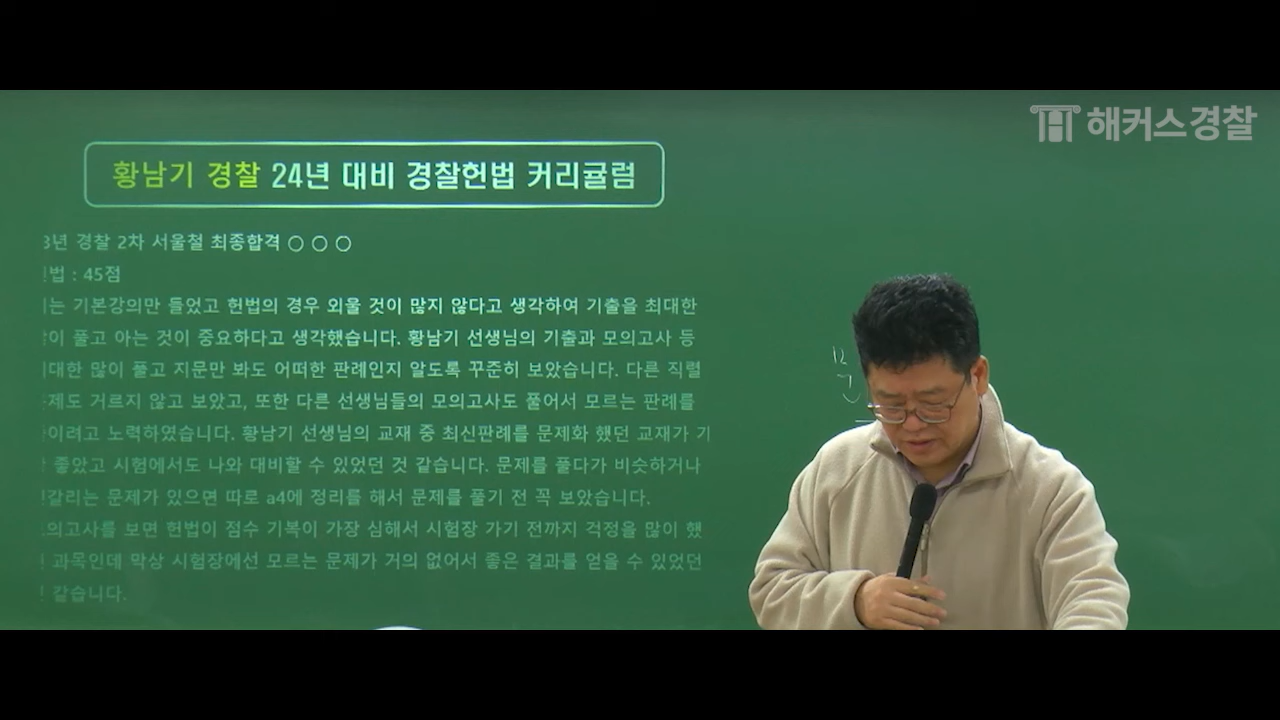 해커스경찰
황남기 경찰 24년 대비 경찰헌법 커리귤럼
3년 경찰 2차 서울철 최종합격 ○ ○ ○
법 : 45점
는 기본강의만 들었고 헌법의 경우 외울 것이 많지 않다고 생각하여 기출을 최대한
이 풀고 아는 것이 중요하다고 생각했습니다. 황남기 선생님의 기출과 모의고사 등
대한 많이 풀고 지문만 봐도 어떠한 판례인지 알도록 꾸준히 보았습니다. 다른 직렬
제도 거르지 않고 보았고, 또한 다른 선생님들의 모의고사도 풀어서 모르는 판례를
이려고 노력하였습니다. 황남기 선생님의 교재 중 최신판례를 문제화 했던 교재가 가
좋았고 시험에서도 나와 대비할 수 있었던 것 같습니다. 문제를 풀다가 비슷하거나
갈리는 문제가 있으면 따로 a4에 정리를 해서 문제를 풀기 전 꼭 보았습니다.
의고사를 보면 헌법이 점수 기복이 가장 심해서 시험장 가기 전까지 걱정을 많이 했
과목인데 막상 시험장에선 모르는 문제가 거의 없어서 좋은 결과를 얻을 수 있었던
같습니다.